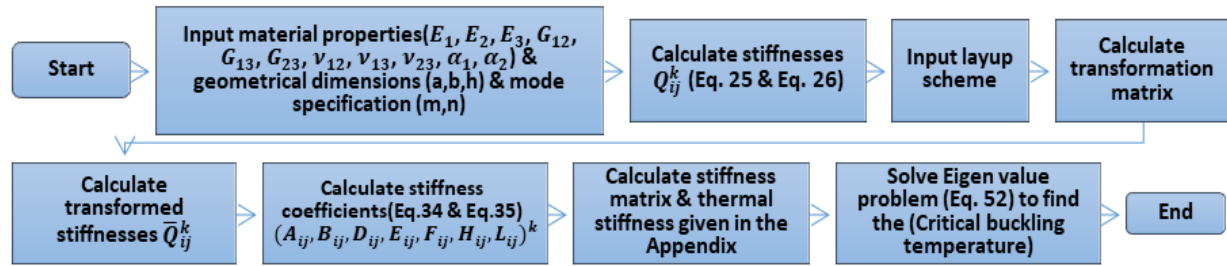 Start
Input material properties(E₁, E₂, E₃, G₁₂,
G₁₃, G₂₃, ν₁₂, ν₁₃, ν₂₃, α₁, α₂) &
geometrical dimensions (a,b,h) & mode
specification (m,n)
Calculate stiffnesses
Qᵢⱼᵏ (Eq. 25 & Eq. 26)
Input layup
scheme
Calculate
transformation
matrix
Calculate
transformed
stiffnesses Q̅ᵢⱼᵏ
Calculate stiffness
coefficients(Eq.34 & Eq.35)
(Aᵢⱼ, Bᵢⱼ, Dᵢⱼ, Eᵢⱼ, Fᵢⱼ, Hᵢⱼ, Lᵢⱼ)ᵏ
Calculate stiffness
matrix & thermal
stiffness given in the
Appendix
Solve Eigen value
problem (Eq. 52) to find
the (Critical buckling
temperature)
End